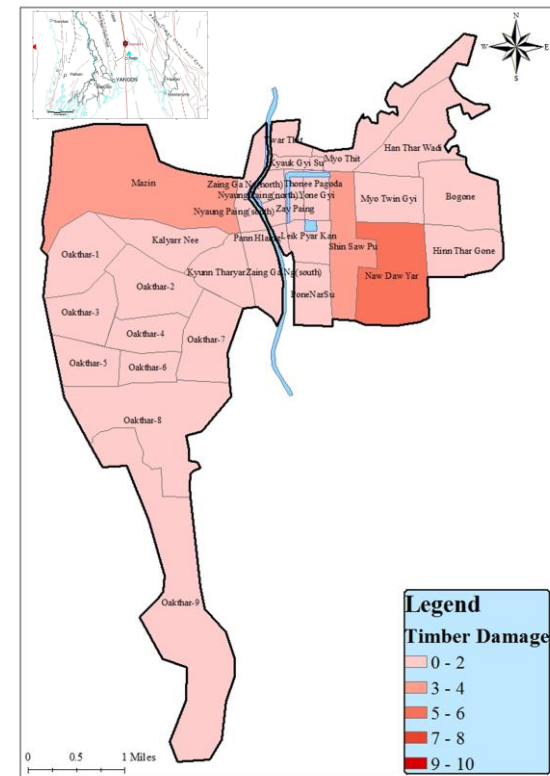 YANGON
N
W
E
S
Twar That
Han Thar Wadi
Kyauk Gyi Su
Myo Thit
Mazin
Zaing Ga Ng(north)
Thonee Pagoda
Nyaung Paing(north)
Yone Gyi
Myo Twin Gyi
Bogone
Nyaung Paing(south)
Zay Paing
Kalyarr Nee
Pann Hlaing
Leik Pyar Kan
Shin Saw Pu
Hinn Thar Gone
Oakthar-1
Kyunn Tharyar
Zaing Ga Ng(south)
Naw Daw Yar
Oakthar-2
PoneNarSu
Oakthar-3
Oakthar-4
Oakthar-7
Oakthar-5
Oakthar-6
Oakthar-8
Oakthar-9
Legend
Timber Damage
0 - 2
3 - 4
5 - 6
7 - 8
9 - 10
0 0.5 1 Miles